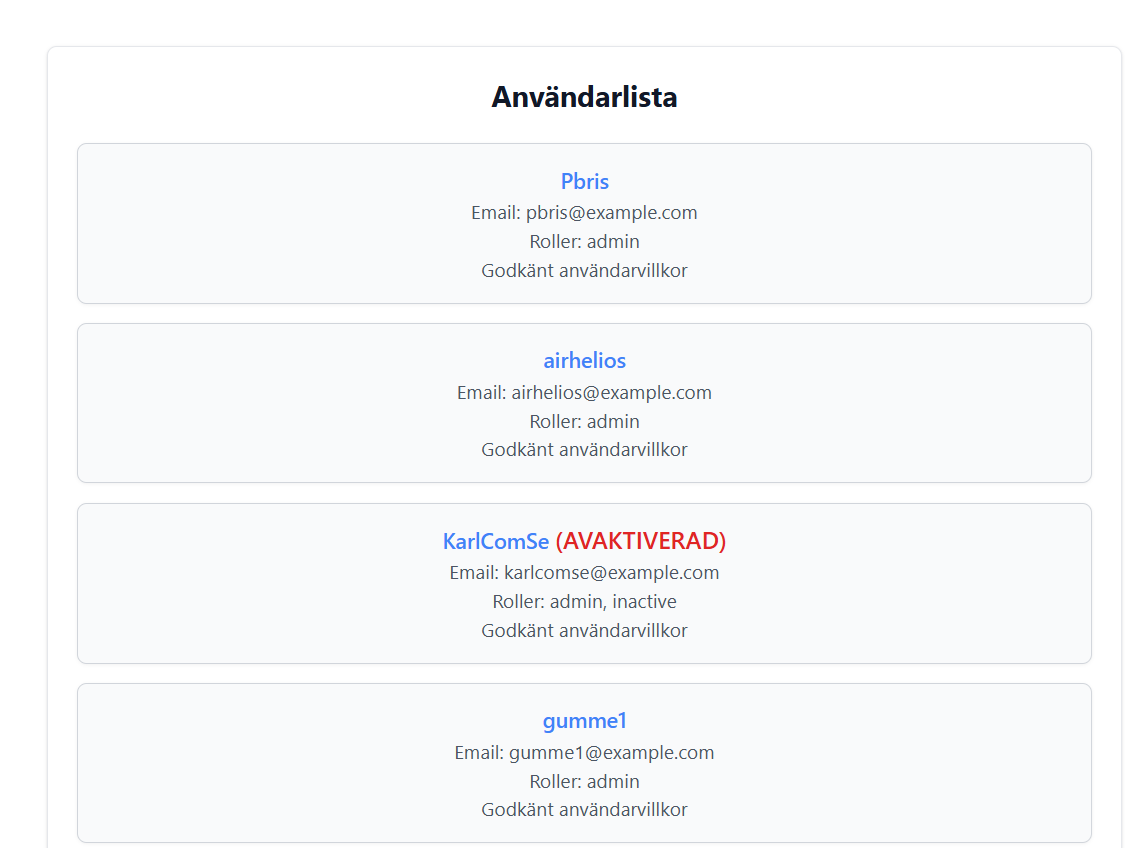 Användarlista
Pbris
Email: pbris@example.com
Roller: admin
Godkänt användarvillkor
airhelios
Email: airhelios@example.com
Roller: admin
Godkänt användarvillkor
KarlComSe (AVAKTIVERAD)
Email: karlcomse@example.com
Roller: admin, inactive
Godkänt användarvillkor
gumme1
Email: gumme1@example.com
Roller: admin
Godkänt användarvillkor